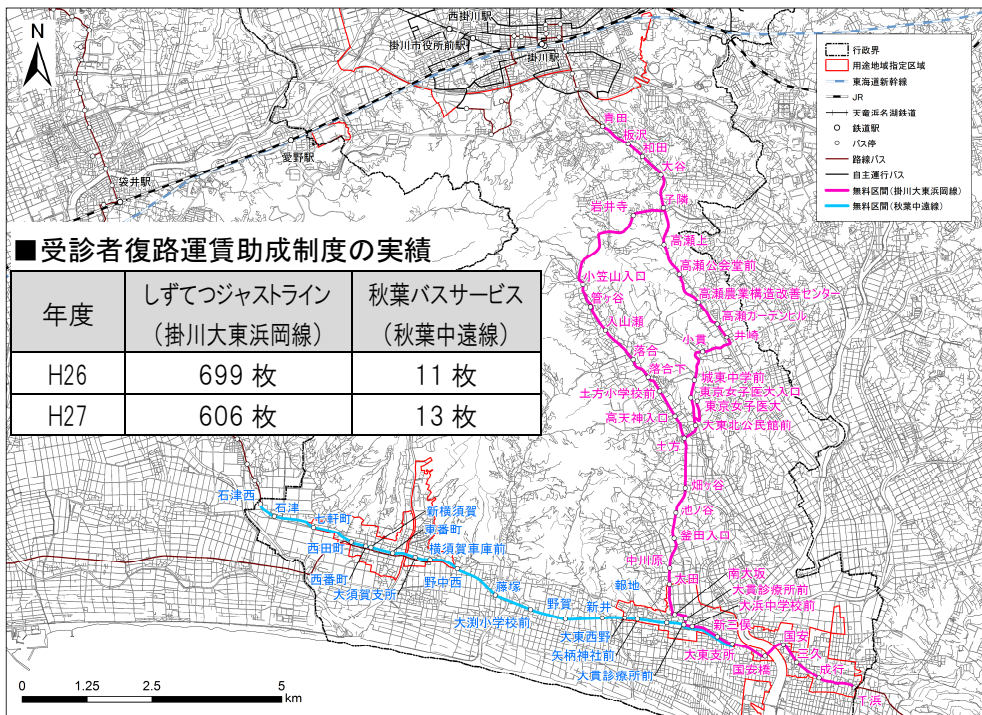 N
西掛川駅
掛川市役所前駅
掛川駅
愛野駅
袋井駅
行政界
用途地域指定区域
東海道新幹線
JR
天竜浜名湖鉄道
鉄道駅
バス停
路線バス
自主運行バス
無料区間(掛川大東浜岡線)
無料区間(秋葉中遠線)
■受診者復路運賃助成制度の実績
年度
しずてつジャストライン
(掛川大東浜岡線)
秋葉バスサービス
(秋葉中遠線)
H26
699 枚
11 枚
H27
606 枚
13 枚
板沢
和田
大谷
岩井寺
高瀬上
高瀬公会堂前
小笠山入口
高瀬農業構造改善センター
菅ヶ谷
高瀬ガーデンヒル
入山瀬
井崎
小貫
落合
落合下
城東中学前
土方小学校前
東京女子医大入口
東京女子医大
高天神入口
大東北公民館前
土方
畑ヶ谷
池ノ谷
釜田入口
中川原
太田
南大坂
大貫診療所前
大浜中学校前
新三俣
国安
三久
成行
大東支所
国安橋
千浜
石津西
石津
七軒町
新横須賀
東番町
西田町
横須賀車庫前
西番町
大須賀支所
野中西
藤塚
大渕小学校前
野賀
新井
報地
大東西野
矢柄神社前
大貫診療所前
0
1.25
2.5
5
km